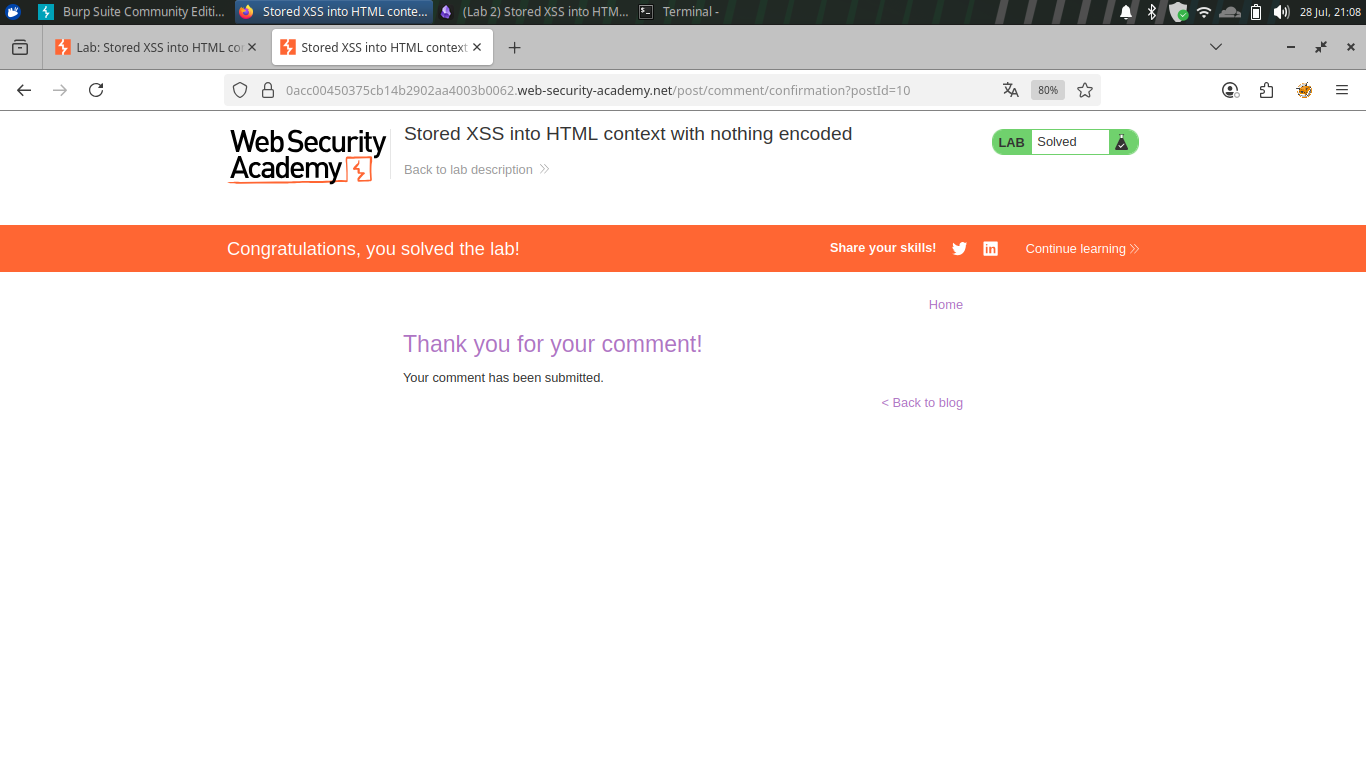 Burp Suite Community Editi...
Stored XSS into HTML conte...
(Lab 2) Stored XSS into HTM...
Terminal -
28 Jul, 21:08
Lab: Stored XSS into HTML co
Stored XSS into HTML context
0acc00450375cb14b2902aa4003b0062.web-security-academy.net/post/comment/confirmation?postId=10
80%
Web Security
Academy
Stored XSS into HTML context with nothing encoded
Back to lab description
LAB Solved
Congratulations, you solved the lab!
Share your skills!
Continue learning
Home
Thank you for your comment!
Your comment has been submitted.
< Back to blog